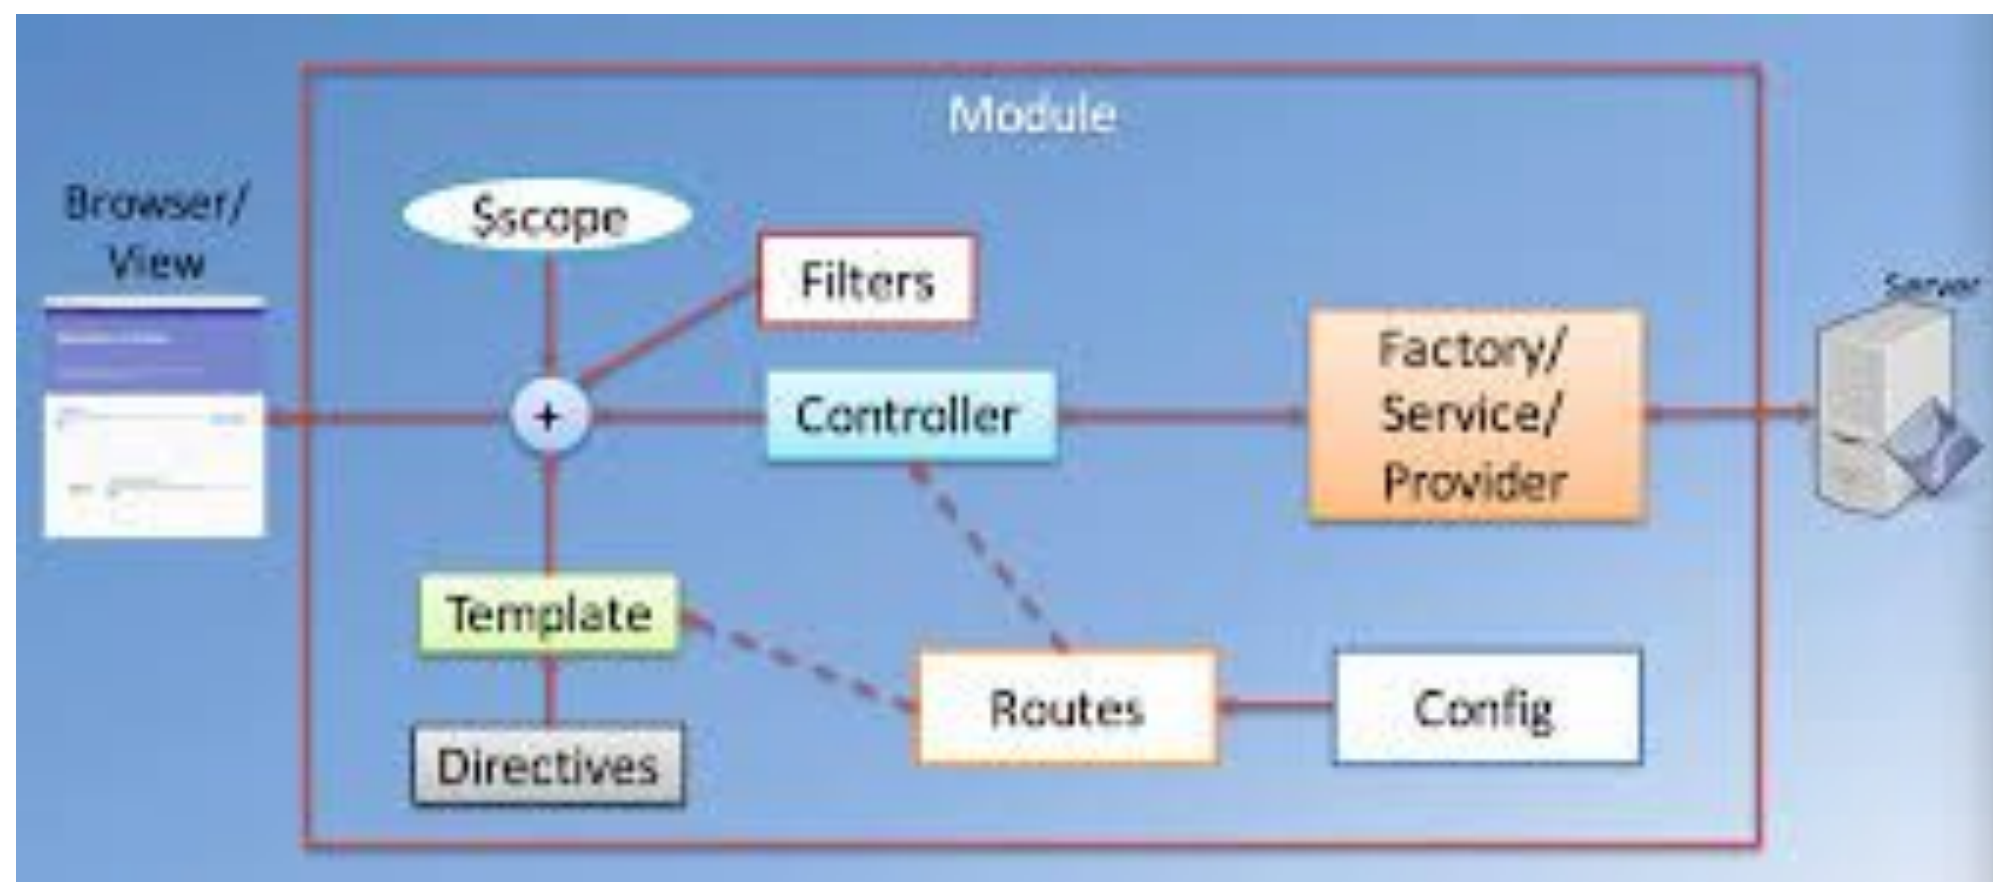 Module
Browser/
View
$scope
Filters
Server
+
Controller
Factory/
Service/
Provider
Template
Routes
Config
Directives